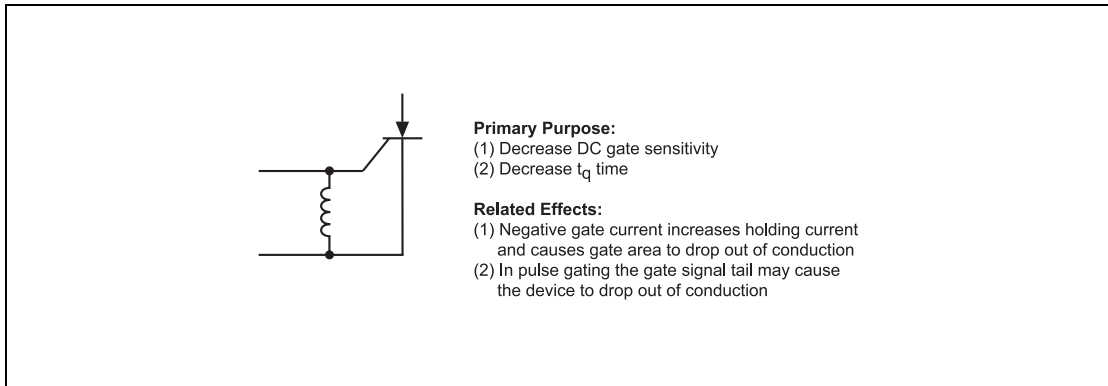 Primary Purpose:
(1) Decrease DC gate sensitivity
(2) Decrease tq time
Related Effects:
(1) Negative gate current increases holding current
and causes gate area to drop out of conduction
(2) In pulse gating the gate signal tail may cause
the device to drop out of conduction